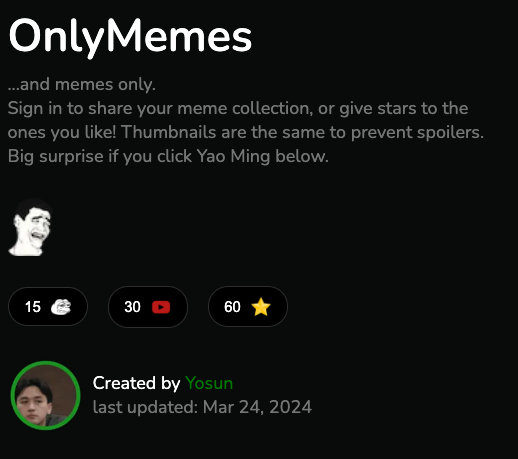 OnlyMemes
...and memes only.
Sign in to share your meme collection, or give stars to the
ones you like! Thumbnails are the same to prevent spoilers.
Big surprise if you click Yao Ming below.
15
30
60
Created by Yosun
last updated: Mar 24, 2024